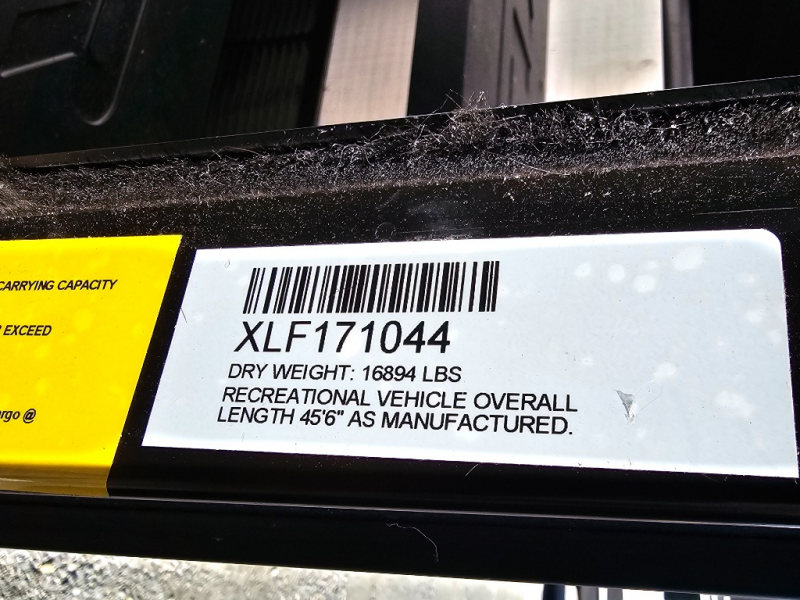 CARRYING CAPACITY
EXCEED
@
XLF171044
DRY WEIGHT: 16894 LBS
RECREATIONAL VEHICLE OVERALL
LENGTH 45'6" AS MANUFACTURED.